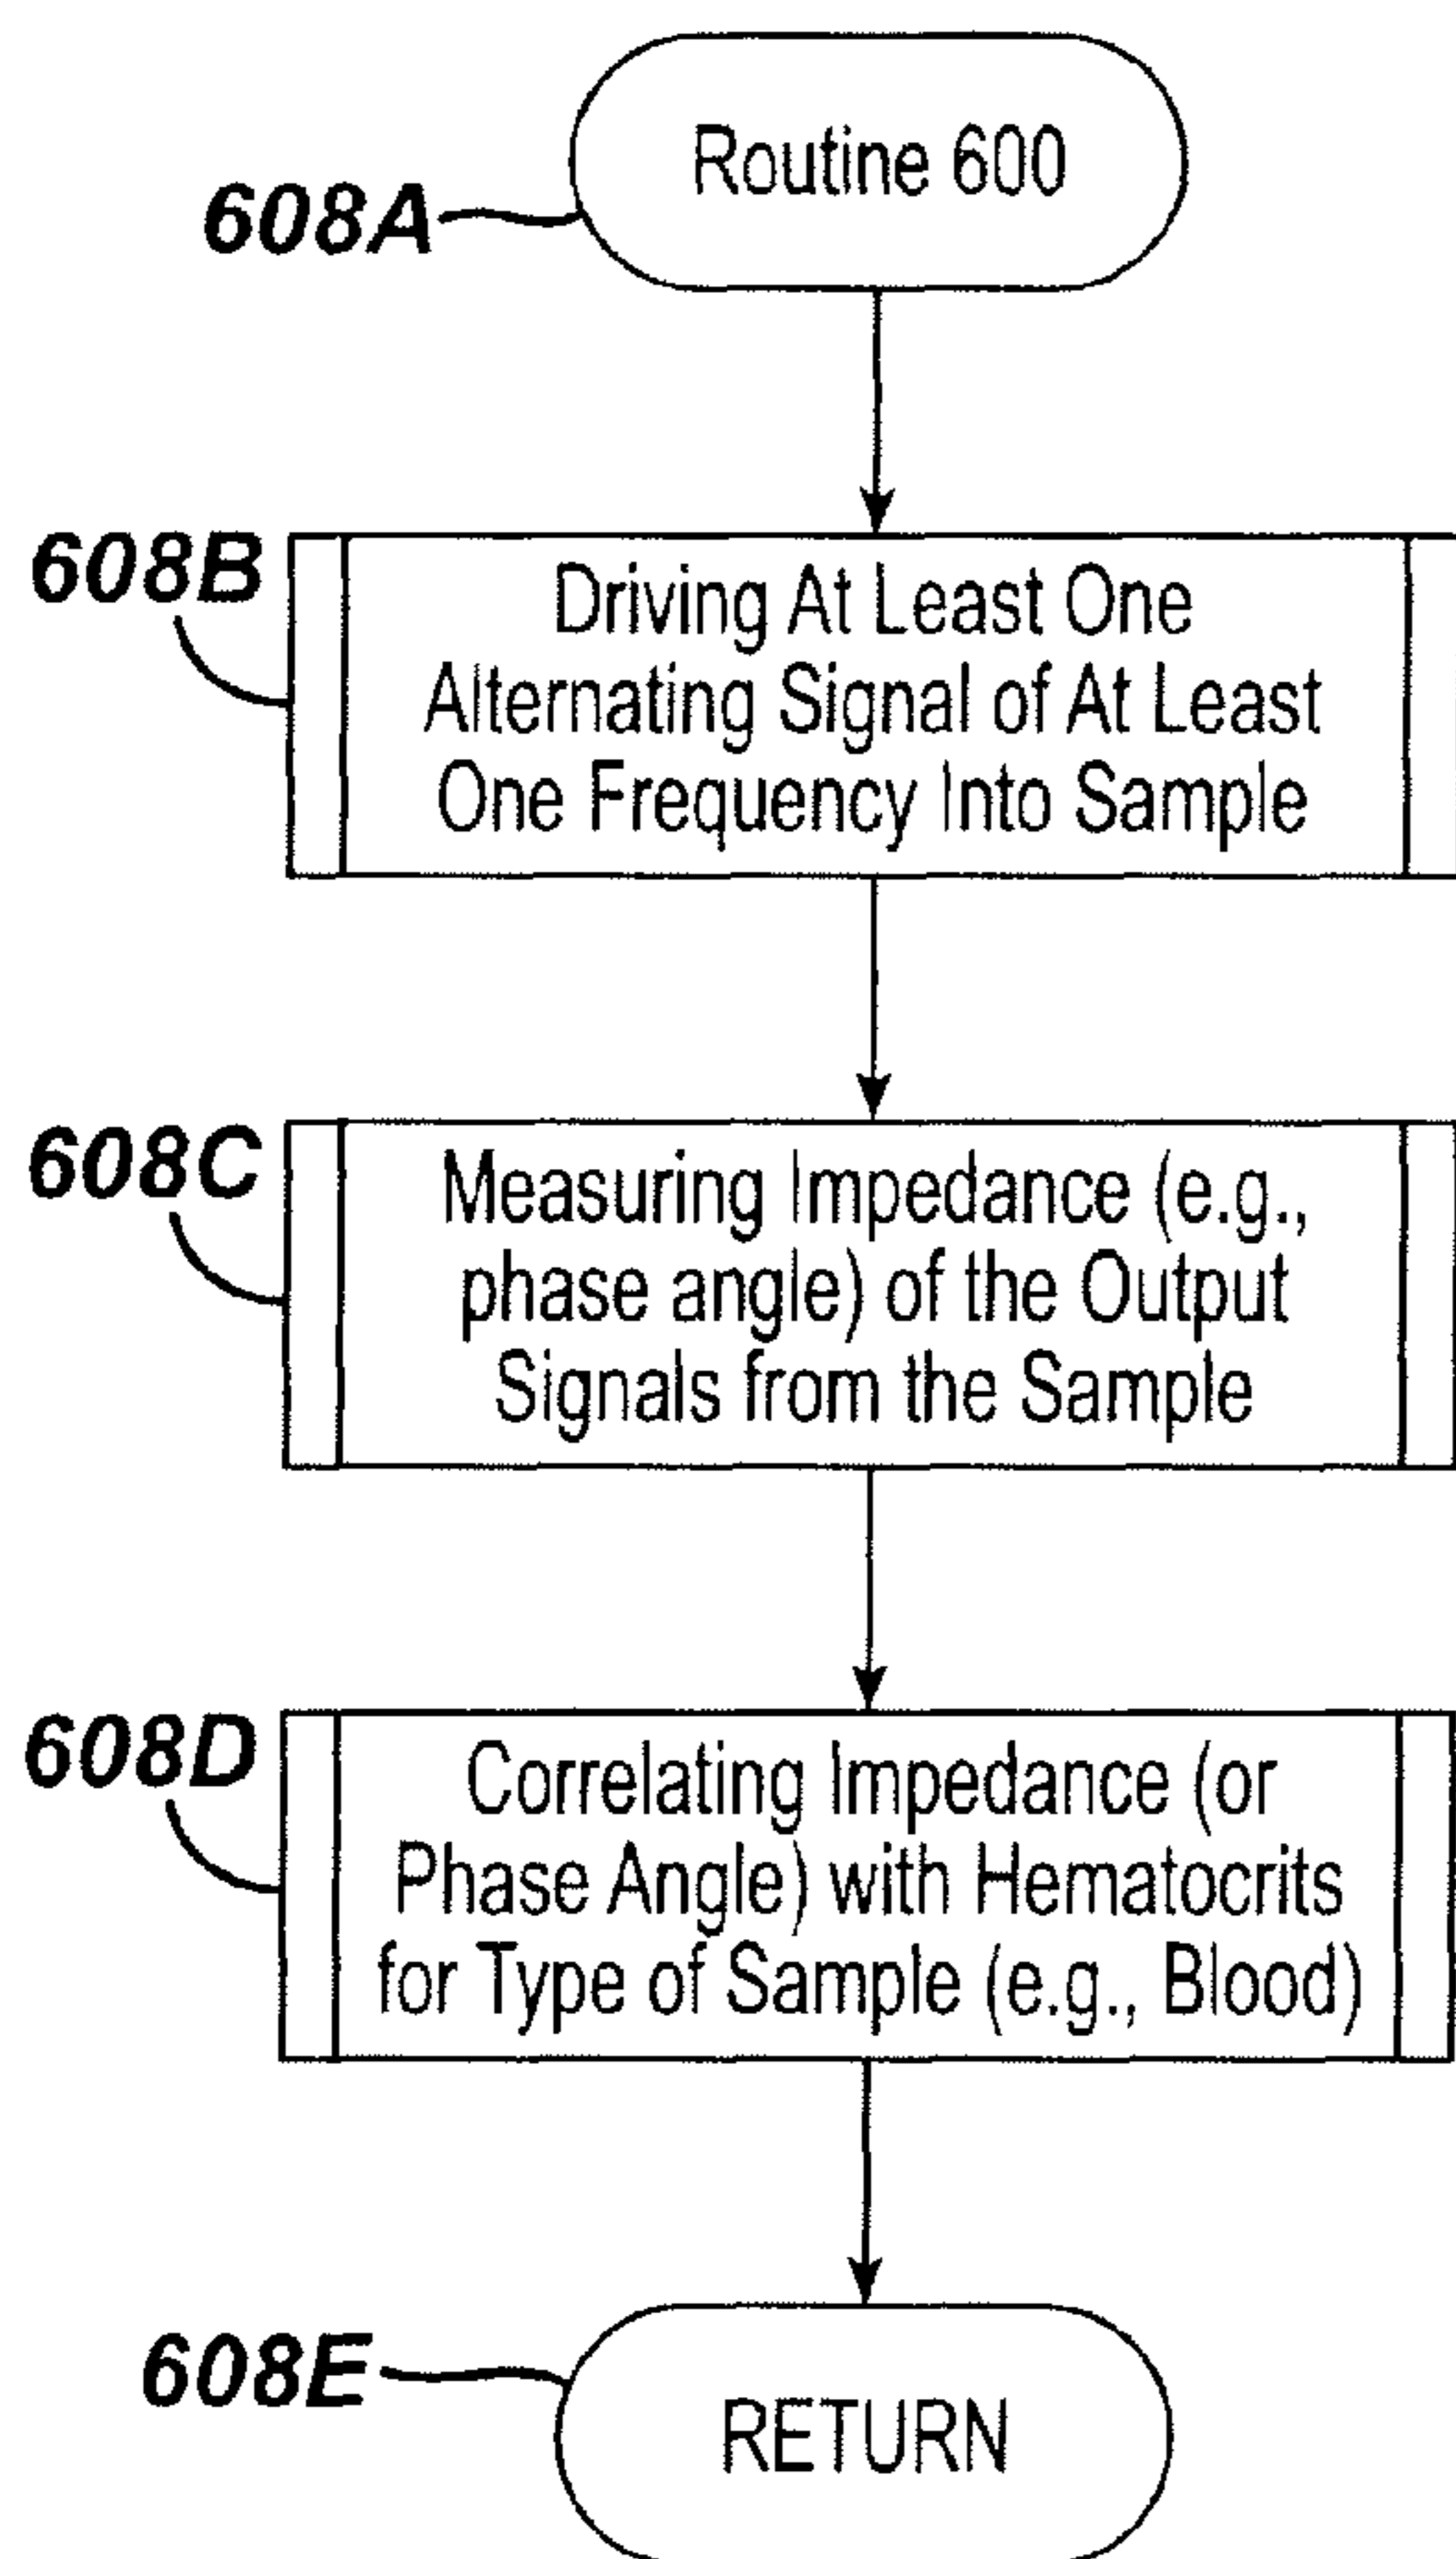 Routine 600
608A
608B
Driving At Least One
Alternating Signal of At Least
One Frequency Into Sample
608C
Measuring Impedance (e.g.,
phase angle) of the Output
Signals from the Sample
608D
Correlating Impedance (or
Phase Angle) with Hematocrits
for Type of Sample (e.g., Blood)
608E
RETURN